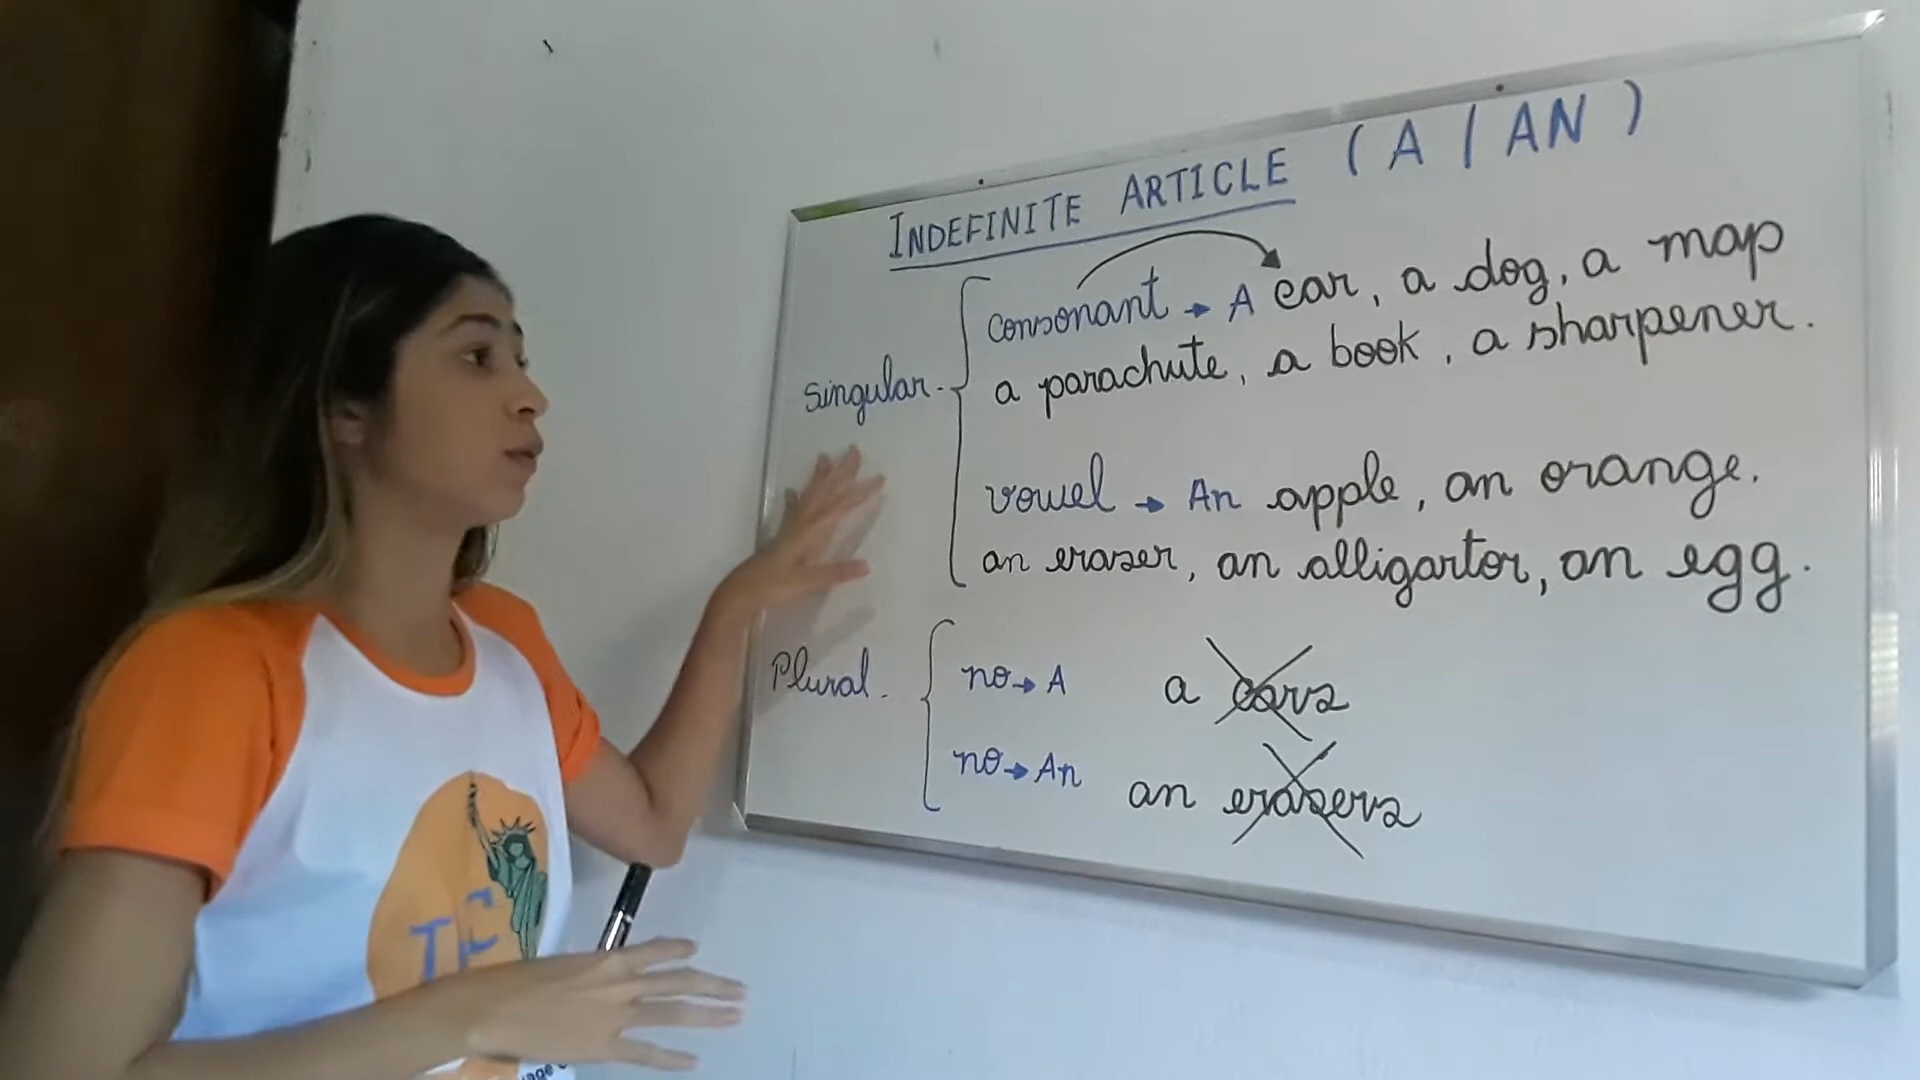 INDEFINITE ARTICLE (A / AN)
Singular. consonant → A car, a dog, a map
a parachute, a book, a sharpener.
vowel → An apple, an orange.
an eraser, an alligartor, an egg.
Plural. no → A a cars
no → An an erasers